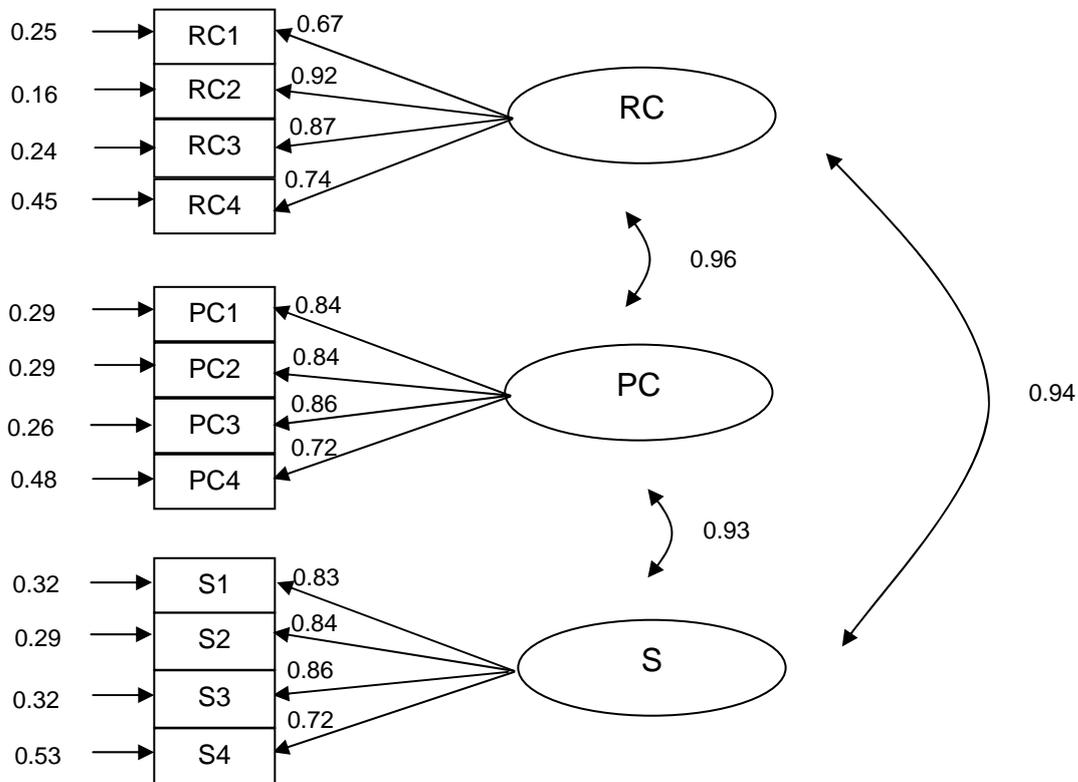 0.25 RC1 0.67
0.16 RC2 0.92
0.24 RC3 0.87
0.45 RC4 0.74
RC
0.96
0.29 PC1 0.84
0.29 PC2 0.84
0.26 PC3 0.86
0.48 PC4 0.72
PC
0.94
0.93
0.32 S1 0.83
0.29 S2 0.84
0.32 S3 0.86
0.53 S4 0.72
S